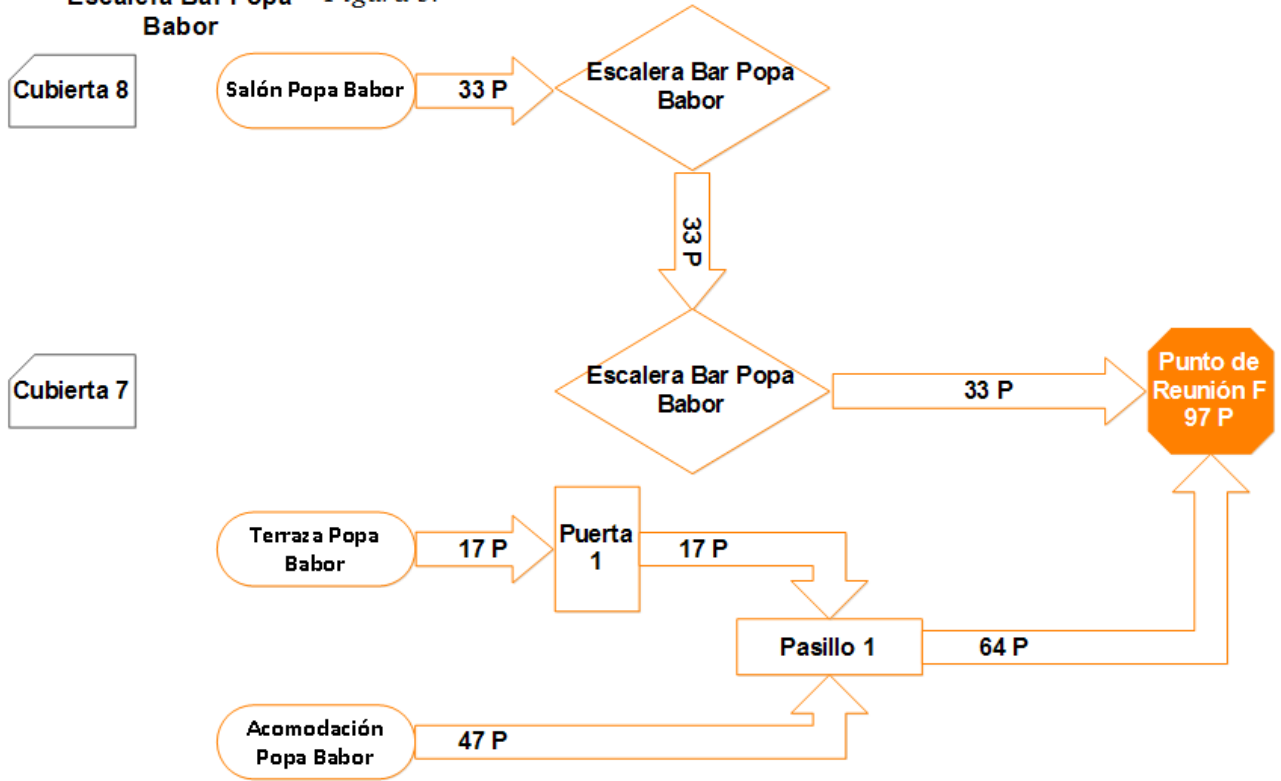 Babor
Cubierta 8
Salón Popa Babor
33 P
Escalera Bar Popa
Babor
33 P
Cubierta 7
Escalera Bar Popa
Babor
33 P
Punto de
Reunión F
97 P
Terraza Popa
Babor
17 P
Puerta
1
17 P
Pasillo 1
64 P
Acomodación
Popa Babor
47 P